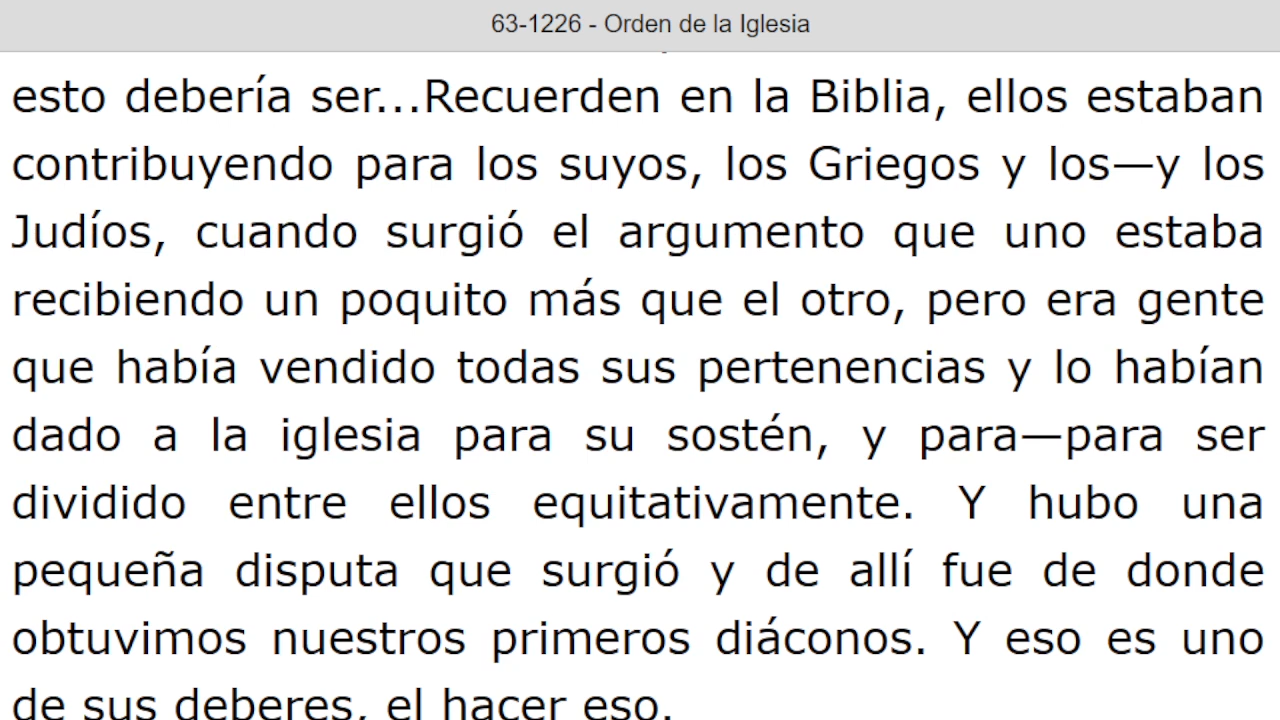 63-1226 - Orden de la Iglesia
esto debería ser...Recuerden en la Biblia, ellos estaban
contribuyendo para los suyos, los Griegos y los—y los
Judíos, cuando surgió el argumento que uno estaba
recibiendo un poquito más que el otro, pero era gente
que había vendido todas sus pertenencias y lo habían
dado a la iglesia para su sostén, y para—para ser
dividido entre ellos equitativamente. Y hubo una
pequeña disputa que surgió y de allí fue de donde
obtuvimos nuestros primeros diáconos. Y eso es uno
de sus deberes, el hacer eso.